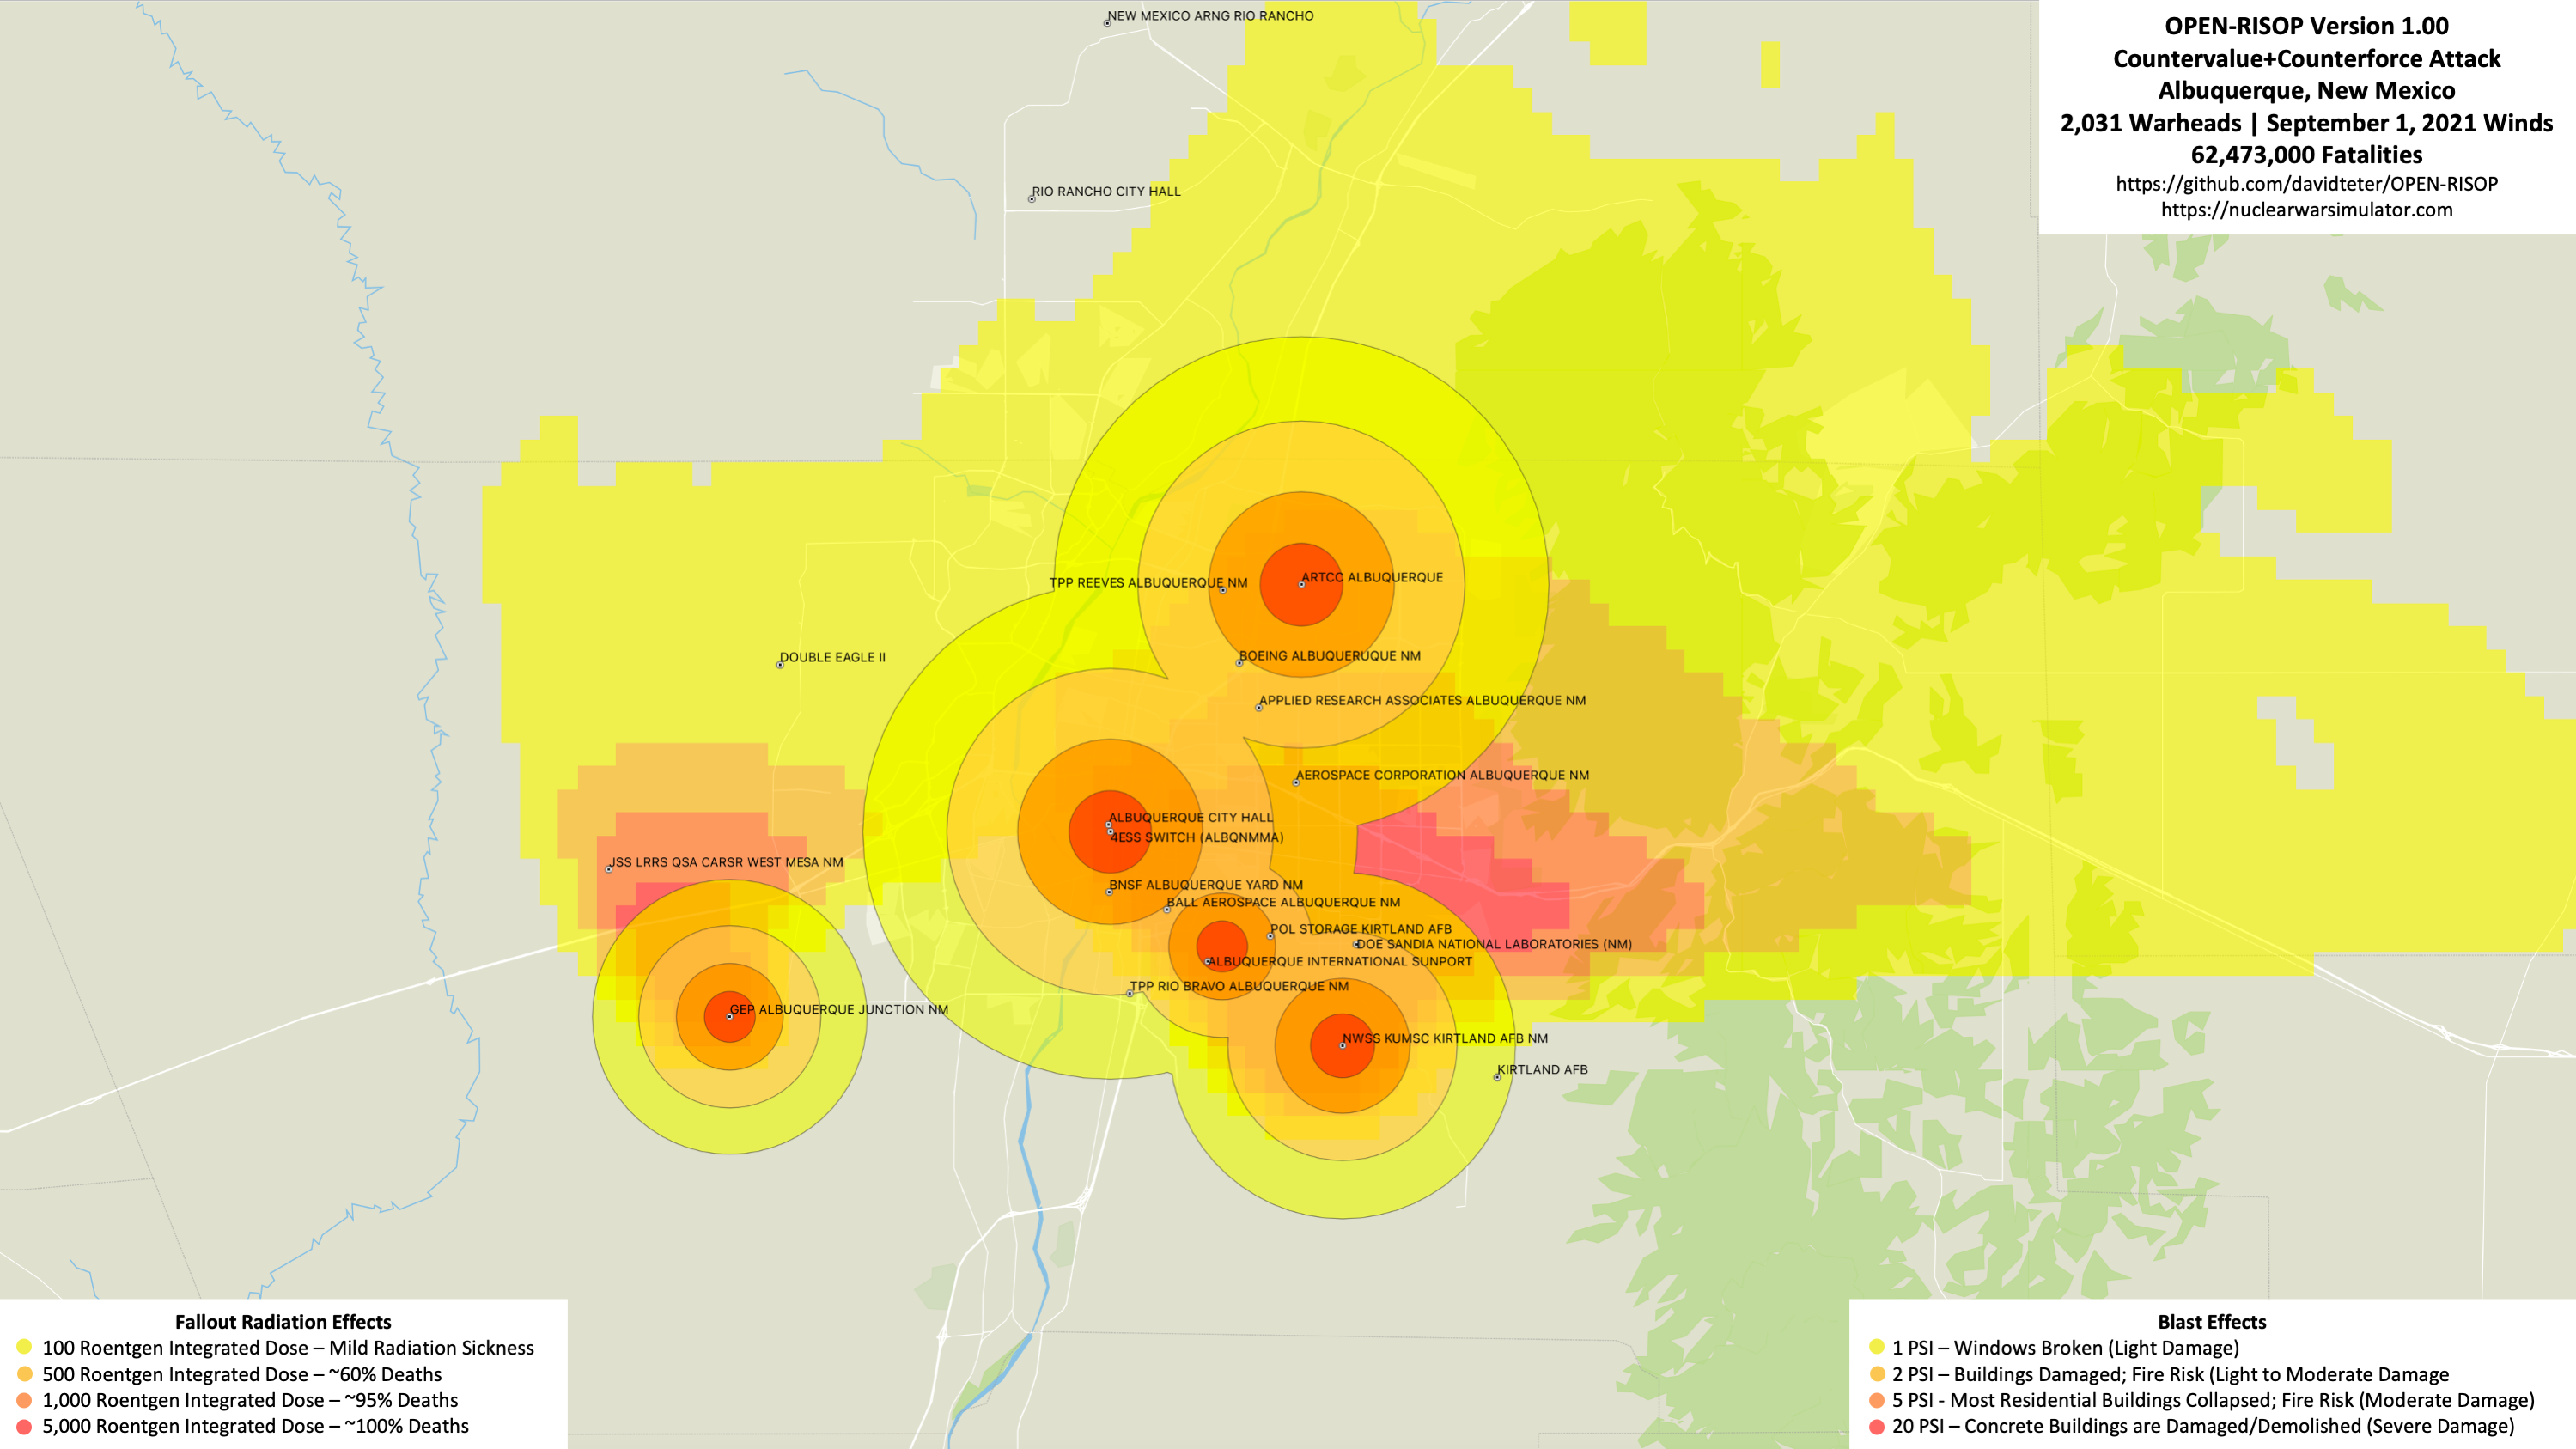 OPEN-RISOP Version 1.00
Countervalue+Counterforce Attack
Albuquerque, New Mexico
2,031 Warheads | September 1, 2021 Winds
62,473,000 Fatalities
https://github.com/davidteter/OPEN-RISOP
https://nuclearwarsimulator.com
NEW MEXICO ARNG RIO RANCHO
RIO RANCHO CITY HALL
ARTCC ALBUQUERQUE
TPP REEVES ALBUQUERQUE NM
DOUBLE EAGLE II
BOEING ALBUQUERUQUE NM
APPLIED RESEARCH ASSOCIATES ALBUQUERQUE NM
AEROSPACE CORPORATION ALBUQUERQUE NM
ALBUQUERQUE CITY HALL
4ESS SWITCH (ALBQNMMA)
JSS LRRS QSA CARSR WEST MESA NM
BNSF ALBUQUERQUE YARD NM
BALL AEROSPACE ALBUQUERQUE NM
POL STORAGE KIRTLAND AFB
DOE SANDIA NATIONAL LABORATORIES (NM)
ALBUQUERQUE INTERNATIONAL SUNPORT
TPP RIO BRAVO ALBUQUERQUE NM
GEP ALBUQUERQUE JUNCTION NM
NWSS KUMSC KIRTLAND AFB NM
KIRTLAND AFB
Fallout Radiation Effects
100 Roentgen Integrated Dose – Mild Radiation Sickness
500 Roentgen Integrated Dose – ~60% Deaths
1,000 Roentgen Integrated Dose – ~95% Deaths
5,000 Roentgen Integrated Dose – ~100% Deaths
Blast Effects
1 PSI – Windows Broken (Light Damage)
2 PSI – Buildings Damaged; Fire Risk (Light to Moderate Damage
5 PSI - Most Residential Buildings Collapsed; Fire Risk (Moderate Damage)
20 PSI – Concrete Buildings are Damaged/Demolished (Severe Damage)